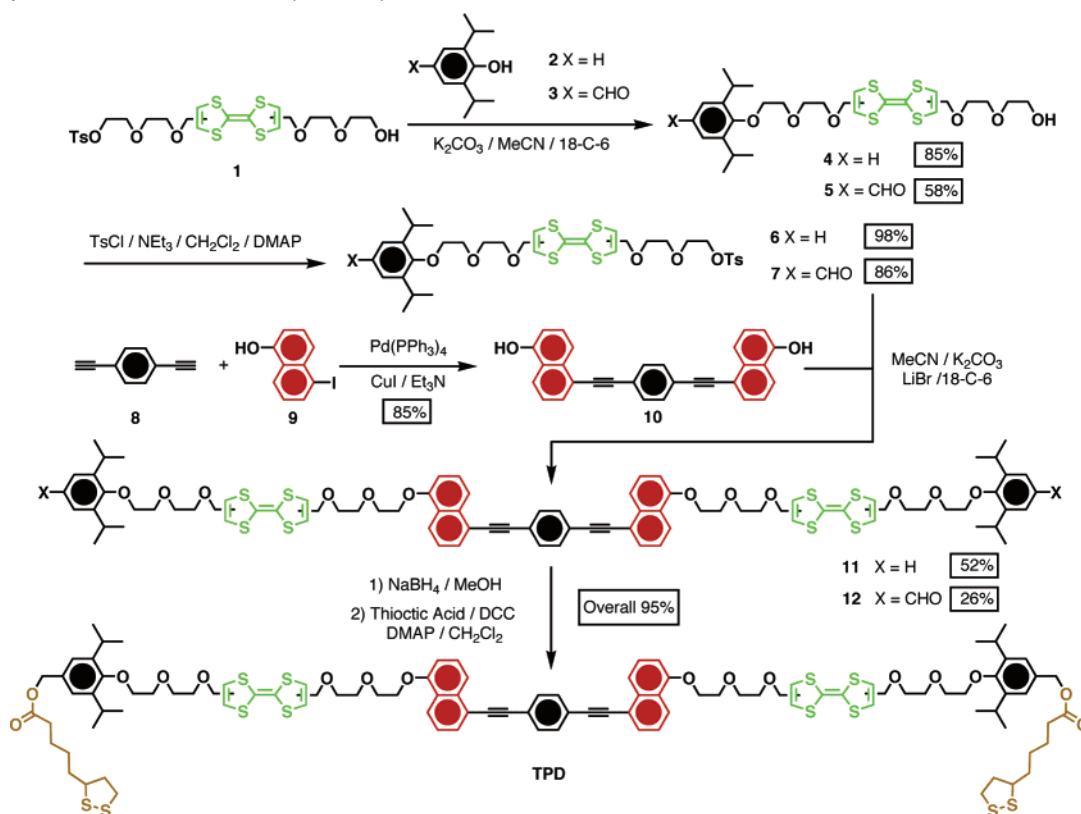 X
OH
2 X = H
3 X = CHO
TsO
O
O
S
S
S
S
O
O
OH
1
K₂CO₃ / MeCN / 18-C-6
X
O
O
O
S
S
S
S
O
O
OH
4 X = H 85%
5 X = CHO 58%
TsCl / NEt₃ / CH₂Cl₂ / DMAP
X
O
O
O
S
S
S
S
O
O
OTs
6 X = H 98%
7 X = CHO 86%
8
+
HO
I
9
Pd(PPh₃)₄
CuI / Et₃N
85%
HO
OH
10
MeCN / K₂CO₃
LiBr /18-C-6
X
O
O
O
S
S
S
S
O
O
O
O
O
O
S
S
S
S
O
O
O
X
11 X = H 52%
12 X = CHO 26%
1) NaBH₄ / MeOH
2) Thioctic Acid / DCC
DMAP / CH₂Cl₂
Overall 95%
O
O
O
S
S
S
S
O
O
O
O
O
O
S
S
S
S
O
O
O
O
O
S
S
TPD
O
O
S
S